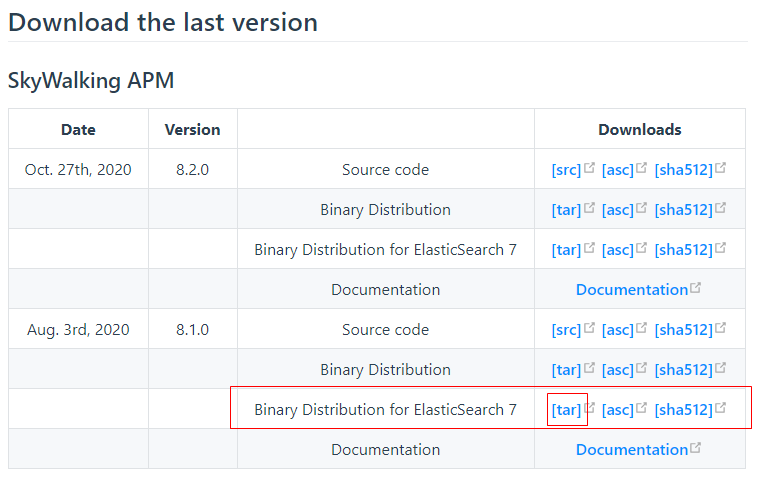 Download the last version
SkyWalking APM
Date Version Downloads
Oct. 27th, 2020 8.2.0 Source code [src] [asc] [sha512]
Binary Distribution [tar] [asc] [sha512]
Binary Distribution for ElasticSearch 7 [tar] [asc] [sha512]
Documentation Documentation
Aug. 3rd, 2020 8.1.0 Source code [src] [asc] [sha512]
Binary Distribution [tar] [asc] [sha512]
Binary Distribution for ElasticSearch 7 [tar] [asc] [sha512]
Documentation Documentation